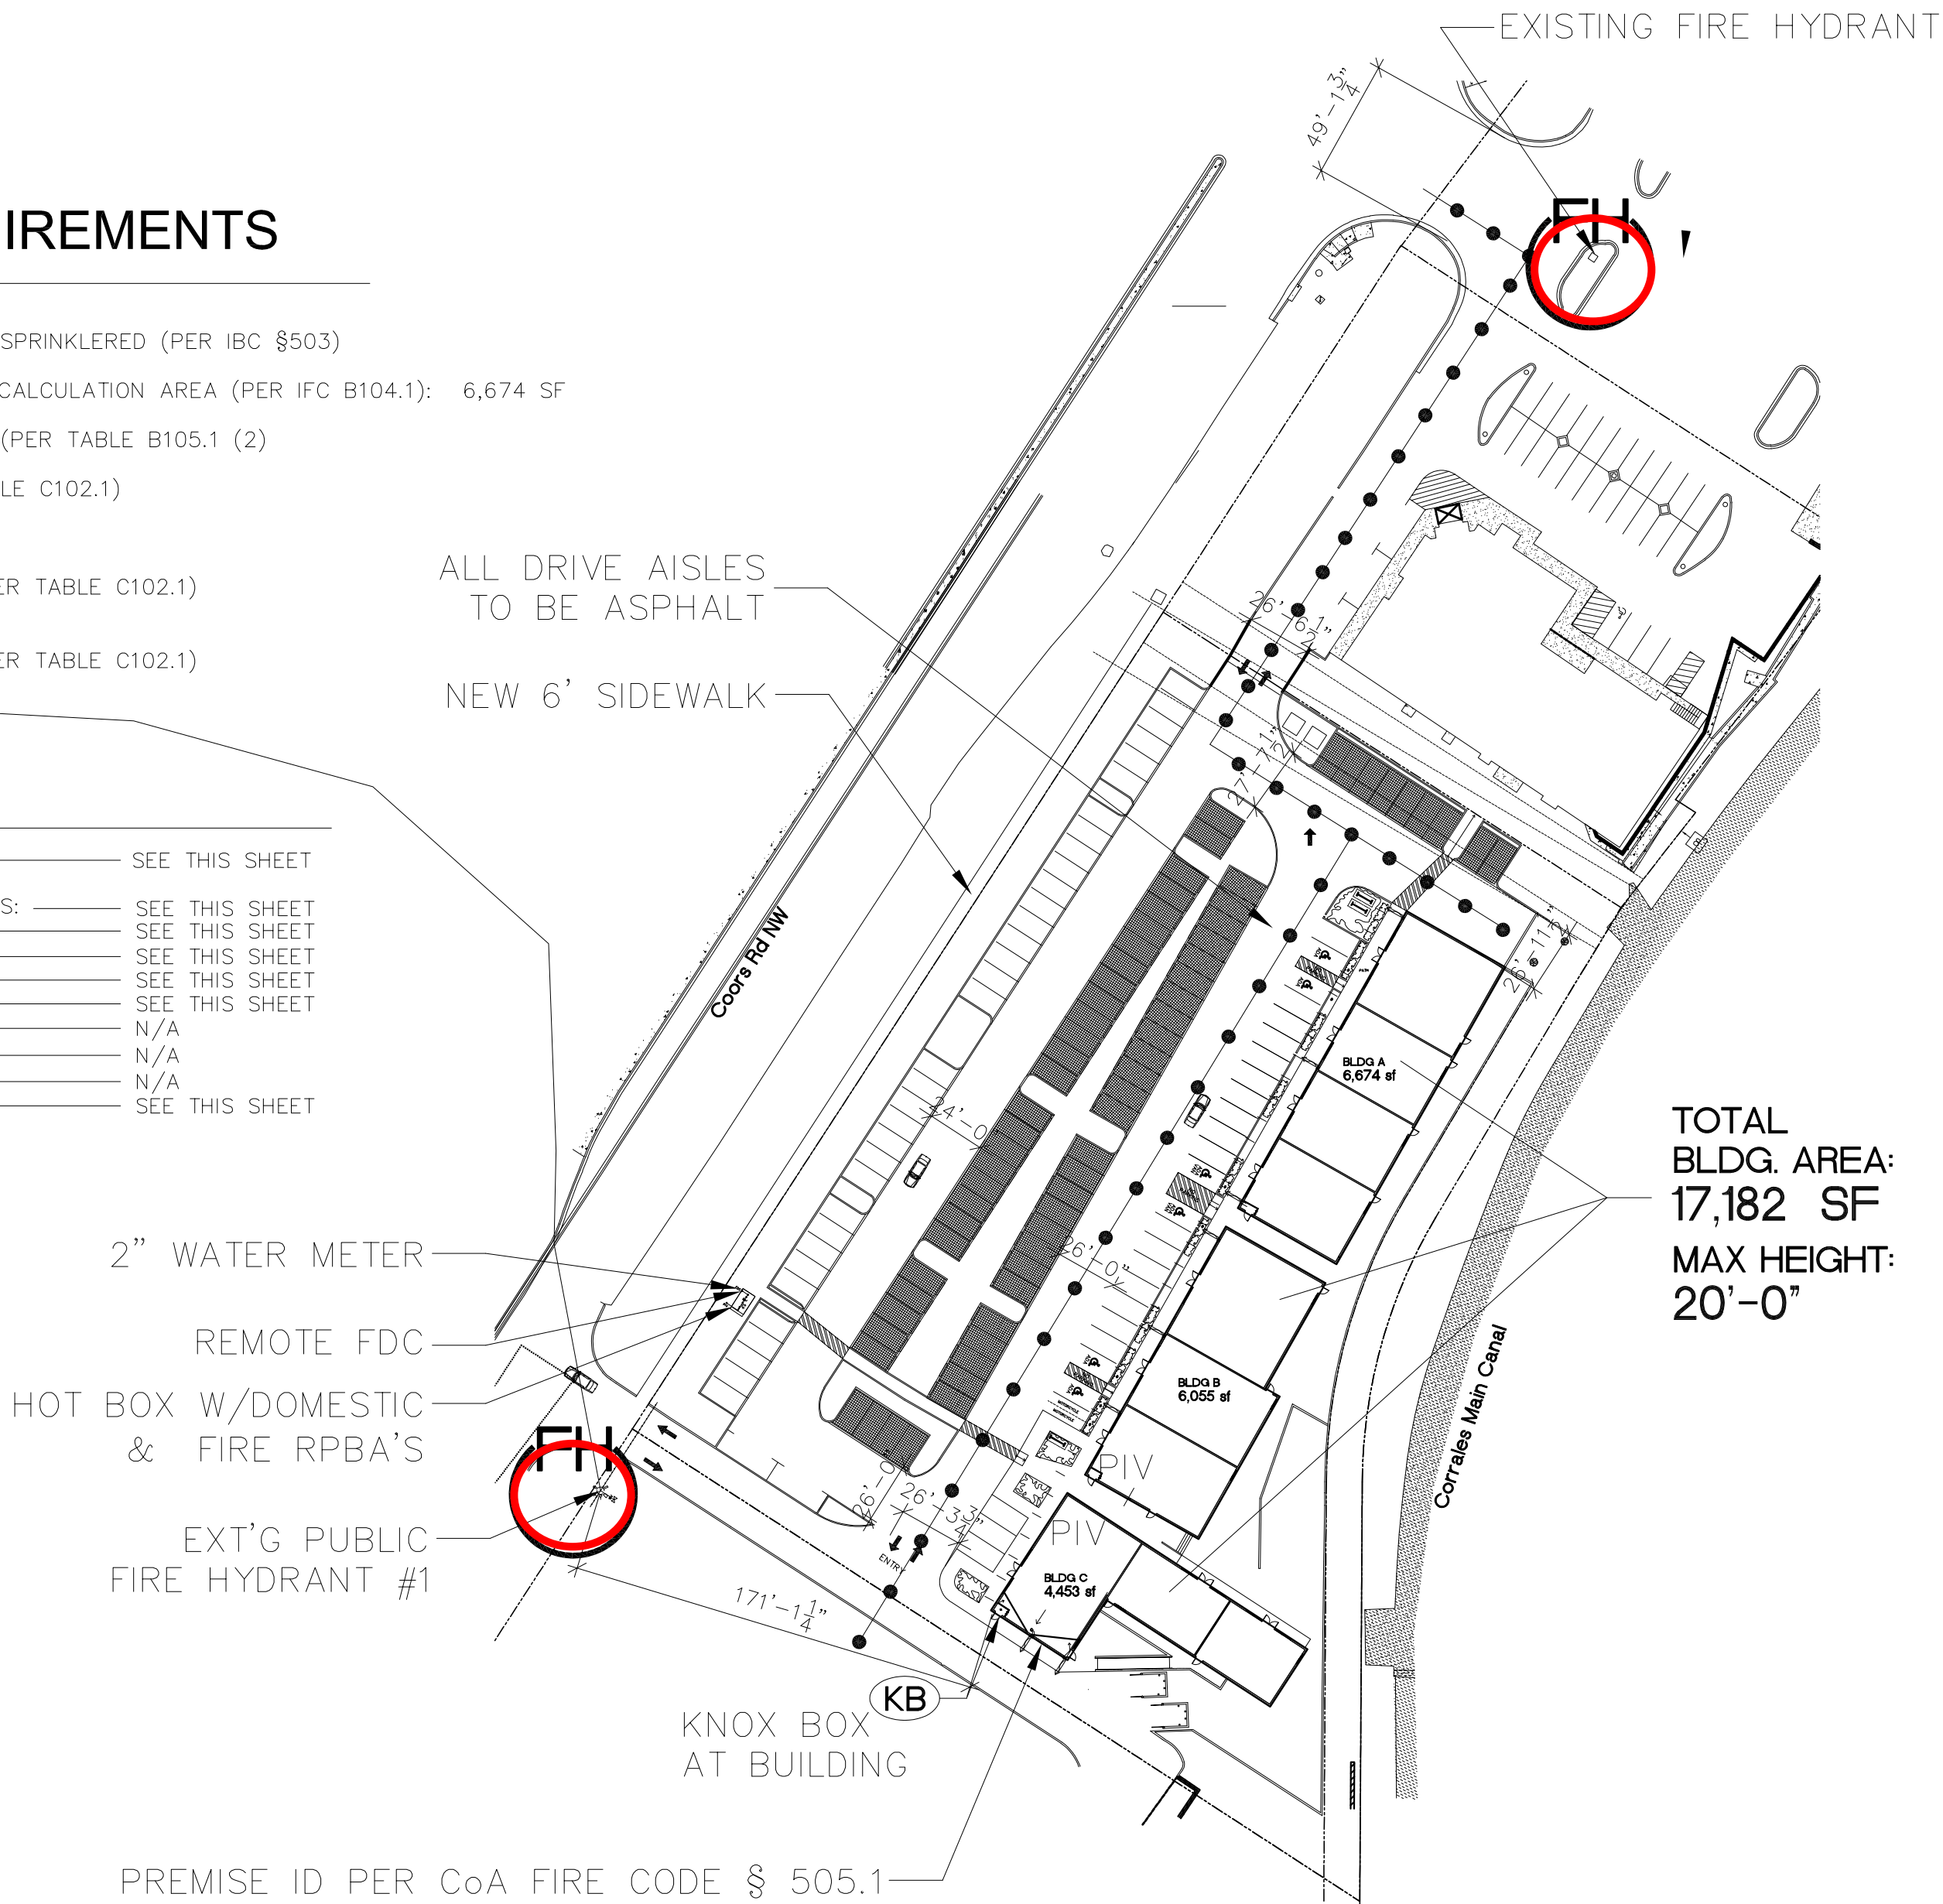 EXISTING FIRE HYDRANT
49'-1 3/4"
FH
IREMENTS
SPRINKLERED (PER IBC §503)
CALCULATION AREA (PER IFC B104.1): 6,674 SF
(PER TABLE B105.1 (2)
LE C102.1)
ER TABLE C102.1)
ER TABLE C102.1)
ALL DRIVE AISLES
TO BE ASPHALT
26'-6 1/2"
NEW 6' SIDEWALK
27'-7 1/2"
SEE THIS SHEET
S: SEE THIS SHEET
SEE THIS SHEET
SEE THIS SHEET
SEE THIS SHEET
SEE THIS SHEET
N/A
N/A
N/A
SEE THIS SHEET
Coors Rd NW
BLDG A
6,674 sf
24'-0"
26'-0"
TOTAL
BLDG. AREA:
17,182 SF
MAX HEIGHT:
20'-0"
2" WATER METER
REMOTE FDC
HOT BOX W/DOMESTIC
& FIRE RPBA'S
BLDG B
6,055 sf
MOTORCYCLE
MOTORCYCLE
Corrales Main Canal
FH
PIV
26'-0"
26'-3 3/4"
PIV
EXT'G PUBLIC
FIRE HYDRANT #1
ENTRY
BLDG C
4,453 sf
171'-1 1/4"
KB
KNOX BOX
AT BUILDING
PREMISE ID PER CoA FIRE CODE § 505.1